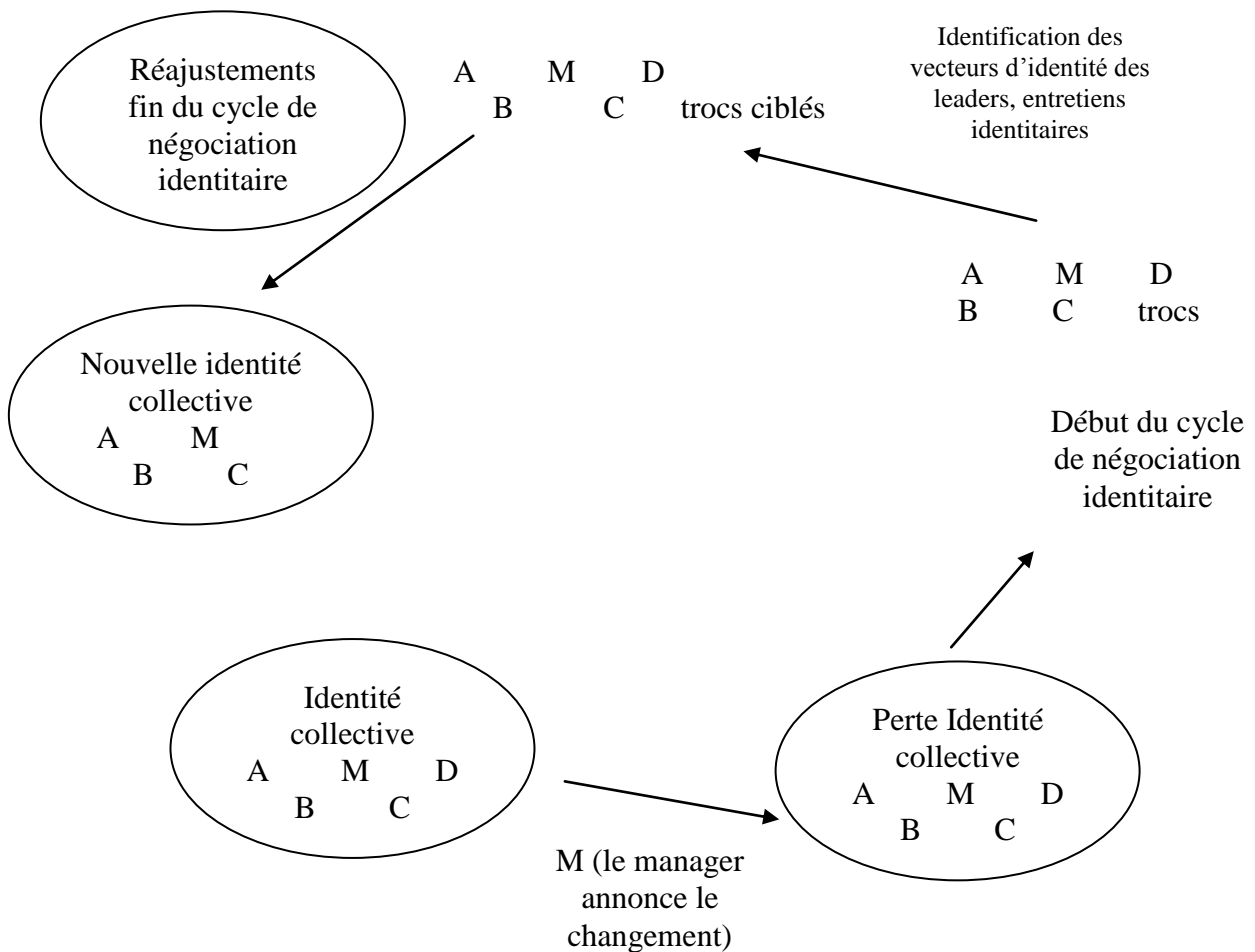 Réajustements
fin du cycle de
négociation
identitaire
A M D
B C trocs ciblés
Identification des
vecteurs d’identité des
leaders, entretiens
identitaires
A M D
B C trocs
Nouvelle identité
collective
A M
B C
Début du cycle
de négociation
identitaire
Identité
collective
A M D
B C
Perte Identité
collective
A M D
B C
M (le manager
annonce le
changement)